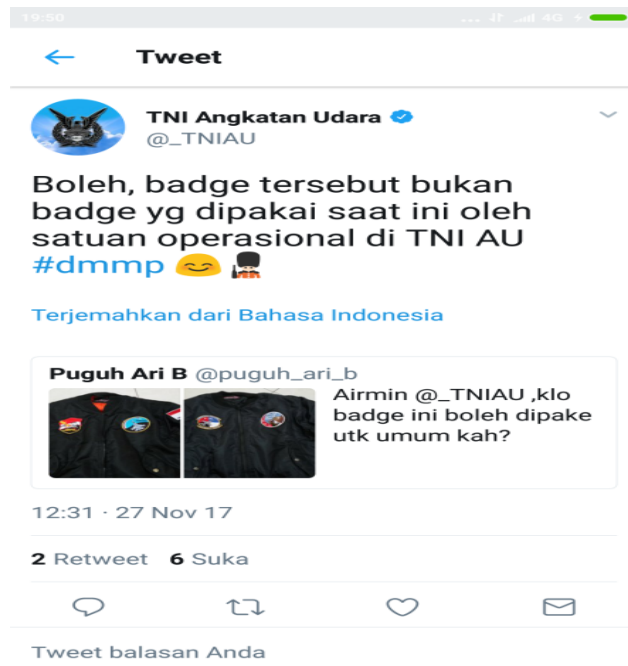 19:50
4G
Tweet
TNI Angkatan Udara
@_TNIAU
Boleh, badge tersebut bukan
badge yg dipakai saat ini oleh
satuan operasional di TNI AU
#dmmp
Terjemahkan dari Bahasa Indonesia
Puguh Ari B @puguh_ari_b
Airmin @_TNIAU ,klo
badge ini boleh dipake
utk umum kah?
12:31 · 27 Nov 17
2 Retweet 6 Suka
Tweet balasan Anda